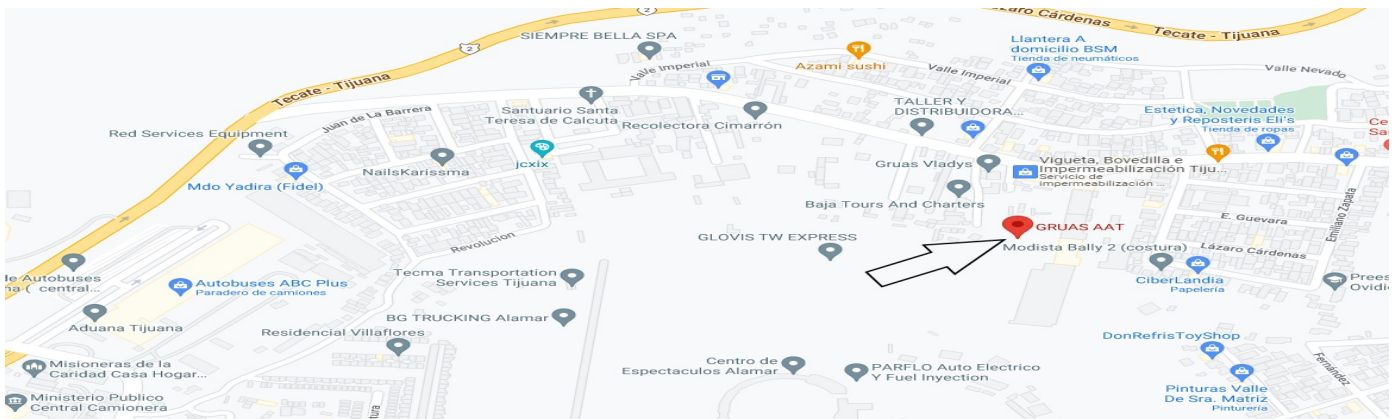 2
Lázaro Cárdenas
Tecate - Tijuana
SIEMPRE BELLA SPA
Llantera A
domicilio BSM
Tienda de neumáticos
2
Azami sushi
Valle Imperial
Valle Imperial
Valle Nevado
Tecate - Tijuana
Juan de La Barrera
Santuario Santa
Teresa de Calcuta
Recolectora Cimarrón
TALLER Y
DISTRIBUIDORA...
Estetica, Novedades
y Reposteris Eli's
Tienda de ropas
Red Services Equipment
jcxix
NailsKarissma
Mdo Yadira (Fidel)
Gruas Vladys
Vigueta, Bovedilla e
Impermeabilización Tiju...
Servicio de
impermeabilización ...
Baja Tours And Charters
E. Guevara
Emiliano Zapata
GRUAS AAT
GLOVIS TW EXPRESS
Modista Bally 2 (costura)
Lázaro Cárdenas
Revolucion
Tecma Transportation
Services Tijuana
Autobuses ABC Plus
Paradero de camiones
CiberLandia
Papelería
Aduana Tijuana
BG TRUCKING Alamar
Residencial Villaflores
DonRefrisToyShop
Misioneras de la
Caridad Casa Hogar...
Centro de
Espectaculos Alamar
PARFLO Auto Electrico
Y Fuel Inyection
Fernández
Pinturas Valle
De Sra. Matriz
Pinturería
Ministerio Publico
Central Camionera